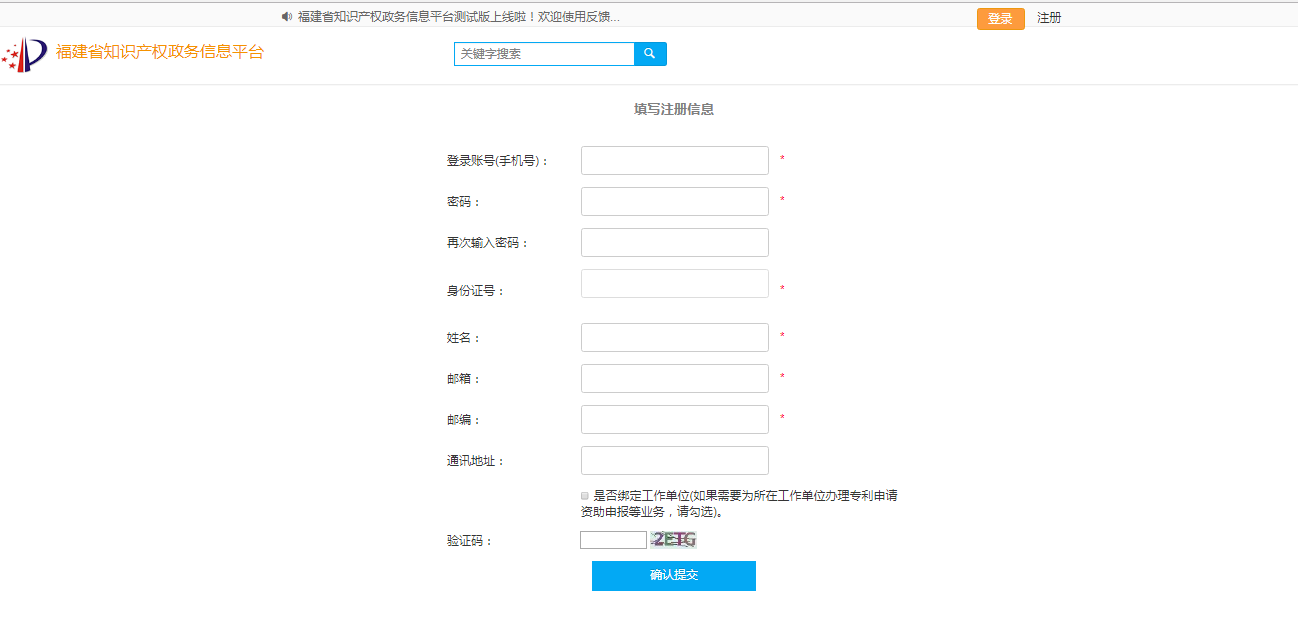 福建省知识产权政务信息平台测试版上线啦！欢迎使用反馈...
登录 注册
福建省知识产权政务信息平台
关键字搜索
填写注册信息
登录账号(手机号)： *
密码： *
再次输入密码：
身份证号： *
姓名： *
邮箱： *
邮编： *
通讯地址：
是否绑定工作单位(如果需要为所在工作单位办理专利申请
资助申报等业务，请勾选)。
验证码： 2ETG
确认提交